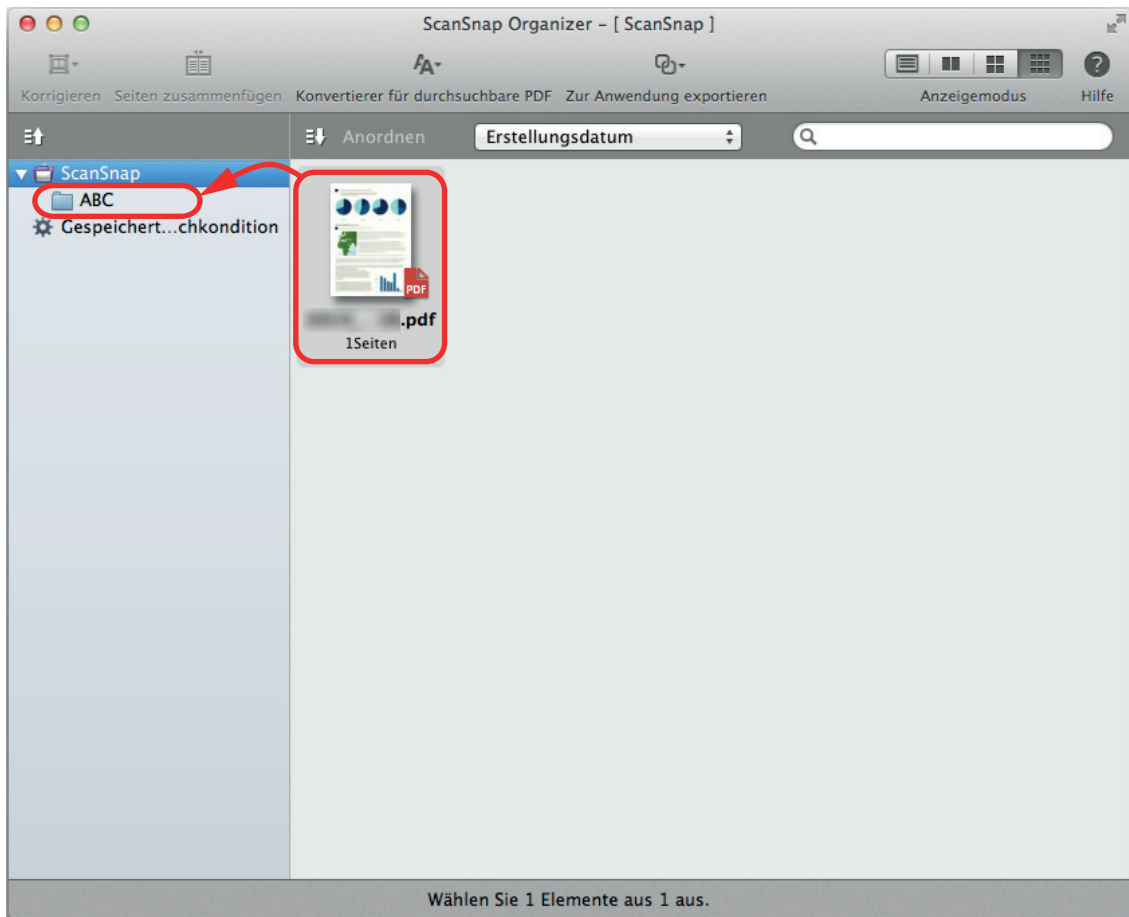 ScanSnap Organizer – [ ScanSnap ]
Korrigieren Seiten zusammenfügen Konvertierer für durchsuchbare PDF Zur Anwendung exportieren Anzeigemodus Hilfe
Anordnen Erstellungsdatum
ScanSnap
ABC
Gespeichert...chkondition
PDF
.pdf
1Seiten
Wählen Sie 1 Elemente aus 1 aus.